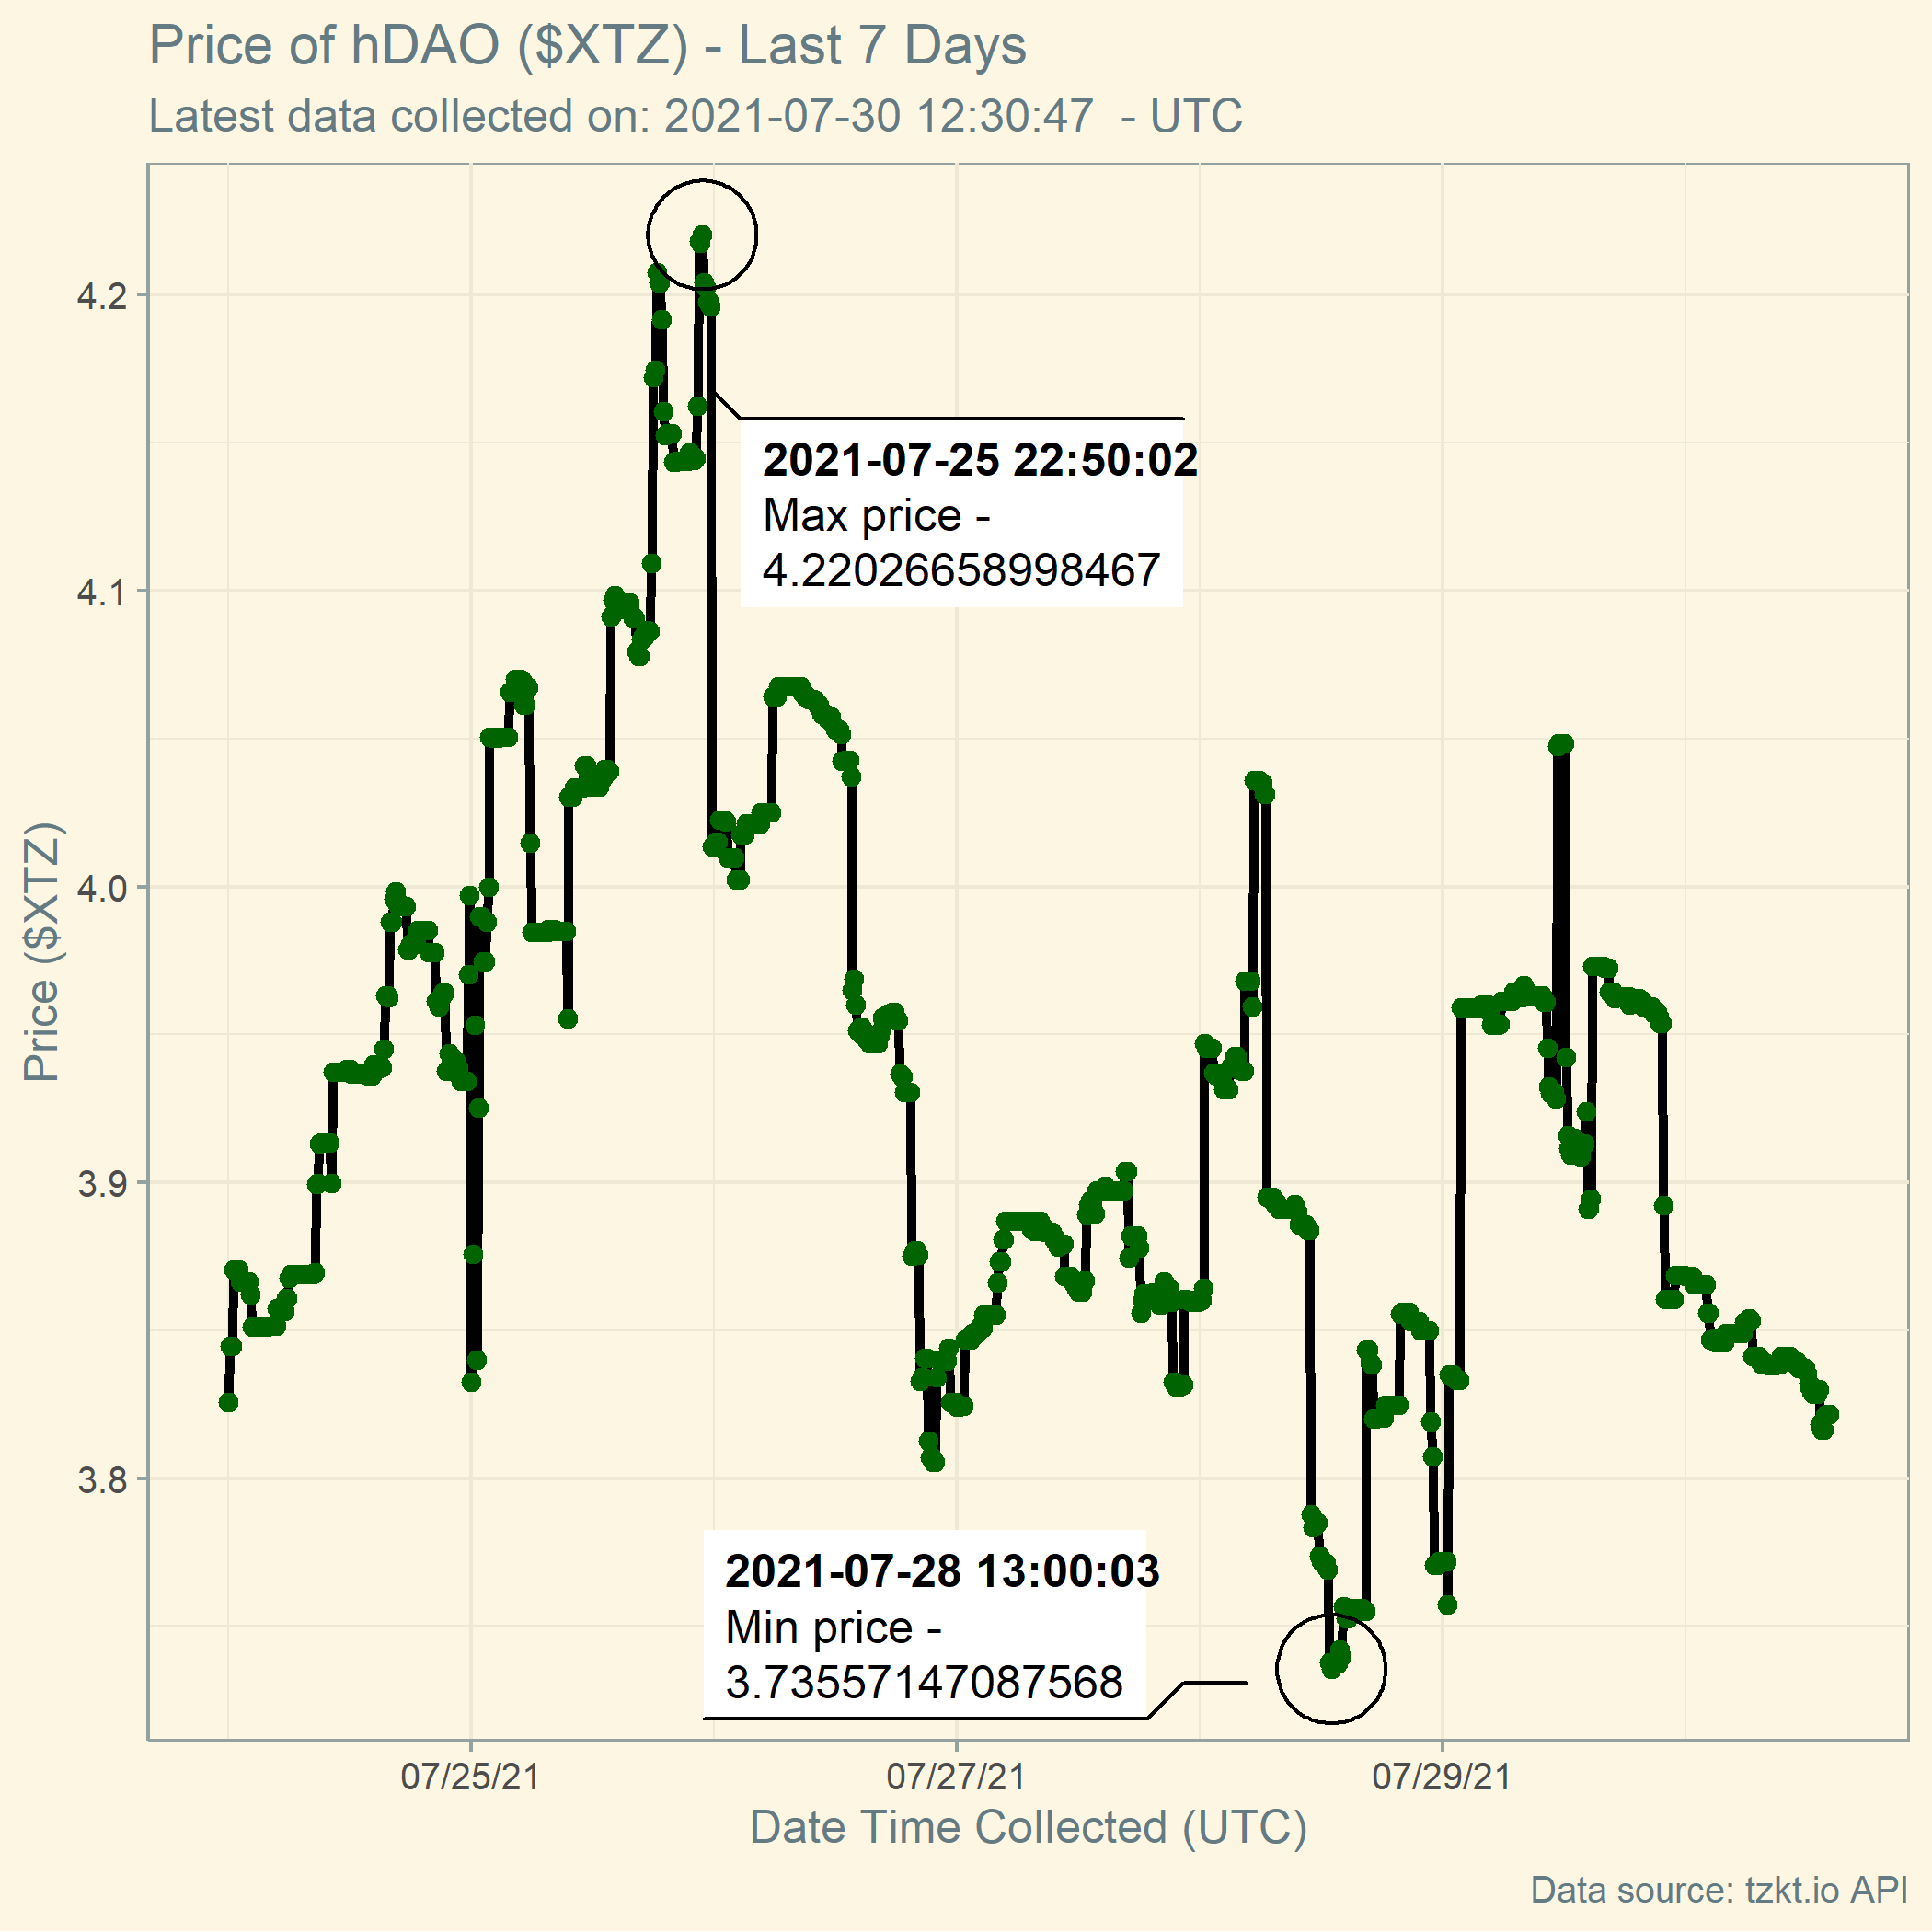 Price of hDAO ($XTZ) - Last 7 Days
Latest data collected on: 2021-07-30 12:30:47  - UTC
4.2
4.1
4.0
3.9
3.8
Price ($XTZ)
2021-07-25 22:50:02
Max price -
4.22026658998467
2021-07-28 13:00:03
Min price -
3.73557147087568
07/25/21
07/27/21
07/29/21
Date Time Collected (UTC)
Data source: tzkt.io API